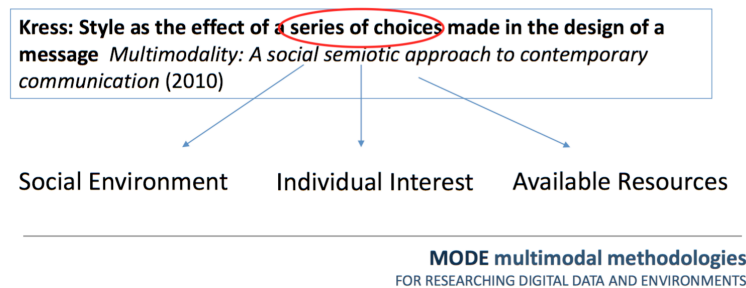 Kress: Style as the effect of a series of choices made in the design of a
message Multimodality: A social semiotic approach to contemporary
communication (2010)
Social Environment Individual Interest Available Resources
MODE multimodal methodologies
FOR RESEARCHING DIGITAL DATA AND ENVIRONMENTS